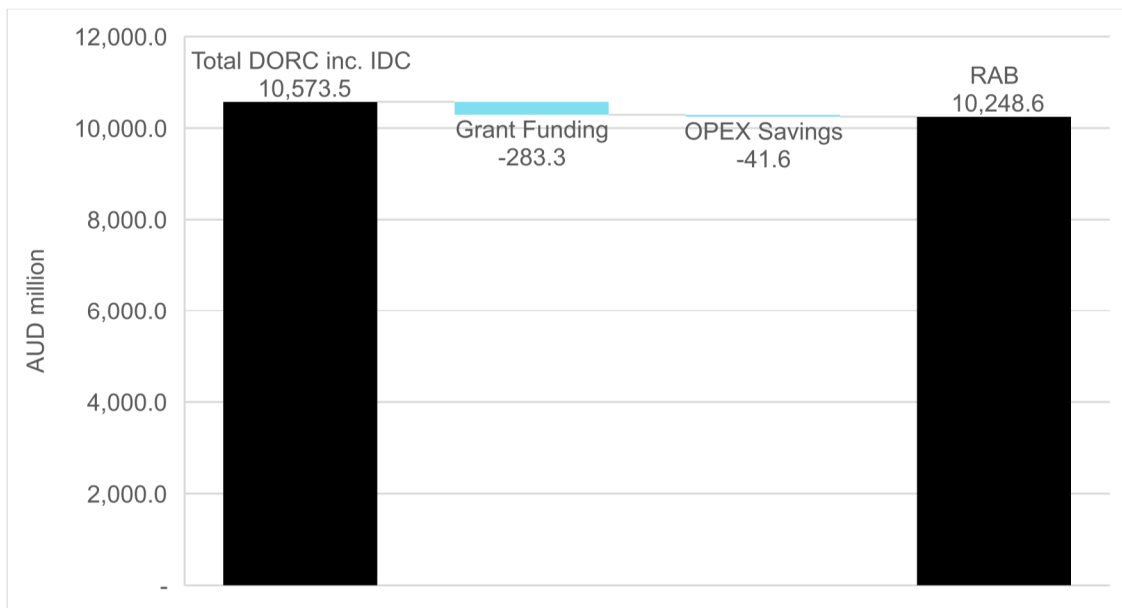 12,000.0
10,000.0
8,000.0
6,000.0
4,000.0
2,000.0
-
AUD million
Total DORC inc. IDC
10,573.5
Grant Funding
-283.3
OPEX Savings
-41.6
RAB
10,248.6